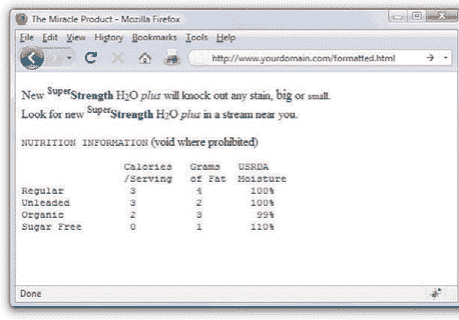 The Miracle Product - Mozilla Firefox
File Edit View History Bookmarks Tools Help
http://www.yourdomain.com/formatted.html
New SuperStrength H2O plus will knock out any stain, big or small.
Look for new SuperStrength H2O plus in a stream near you.
NUTRITION INFORMATION (void where prohibited)
Calories Grams USRDA
/Serving of Fat Moisture
Regular 3 4 100%
Unleaded 3 2 100%
Organic 2 3 99%
Sugar Free 0 1 110%
Done